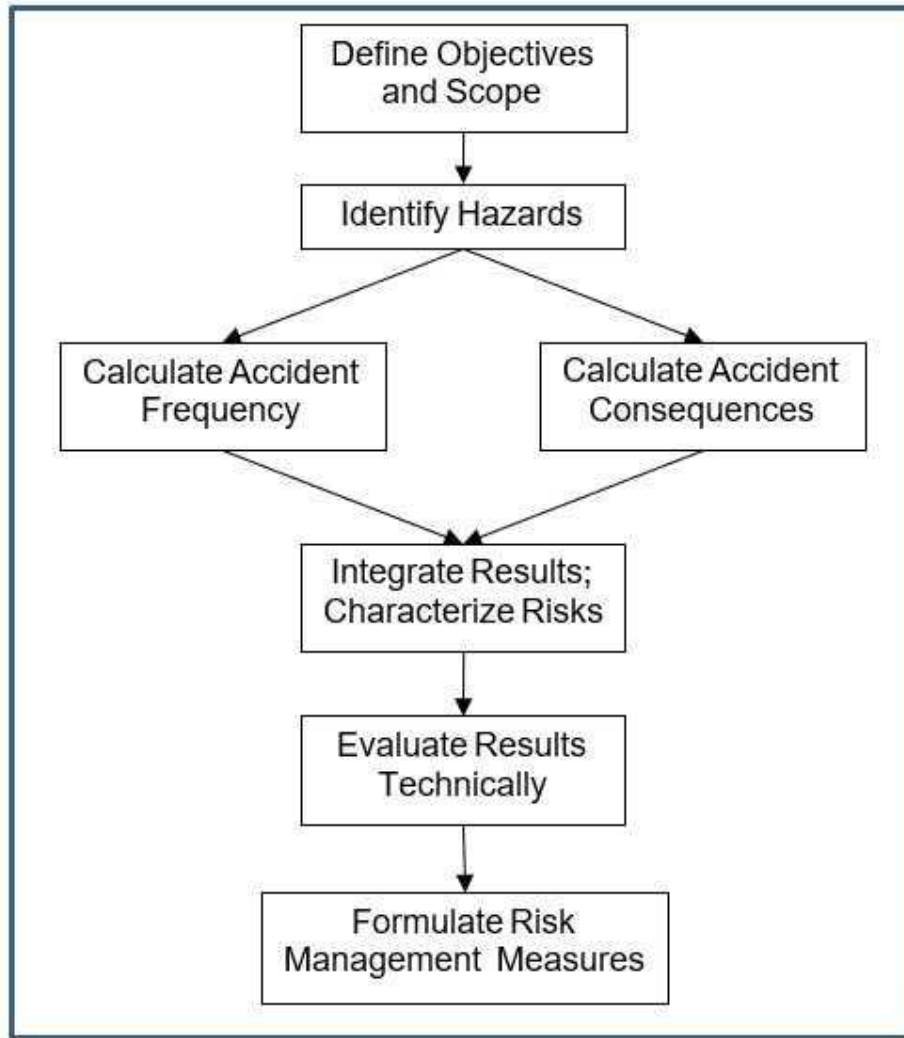 Define Objectives
and Scope
Identify Hazards
Calculate Accident
Frequency
Calculate Accident
Consequences
Integrate Results;
Characterize Risks
Evaluate Results
Technically
Formulate Risk
Management Measures